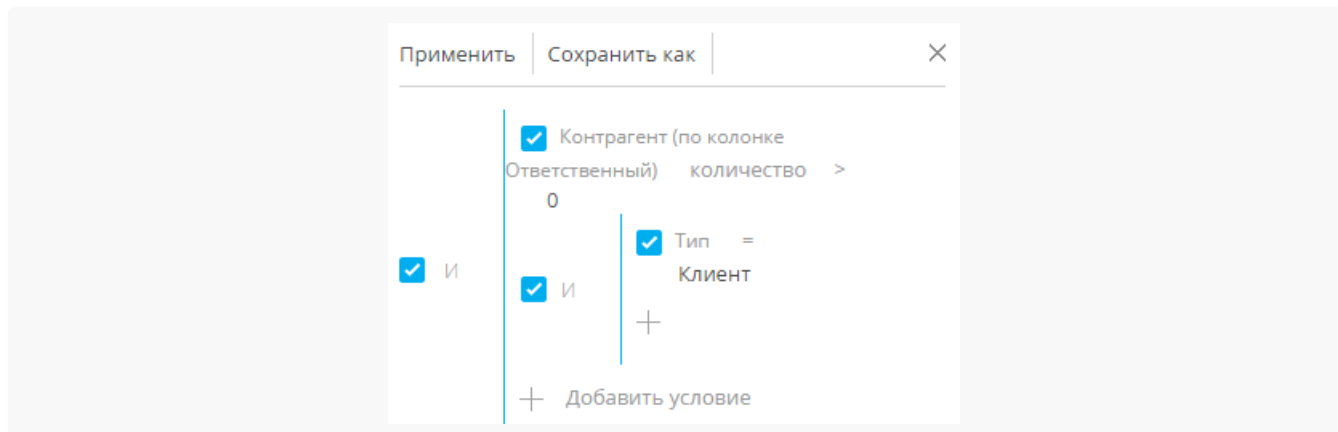 Применить Сохранить как
Контрагент (по колонке
Ответственный) количество >
0
Тип =
И
Клиент
И
Добавить условие